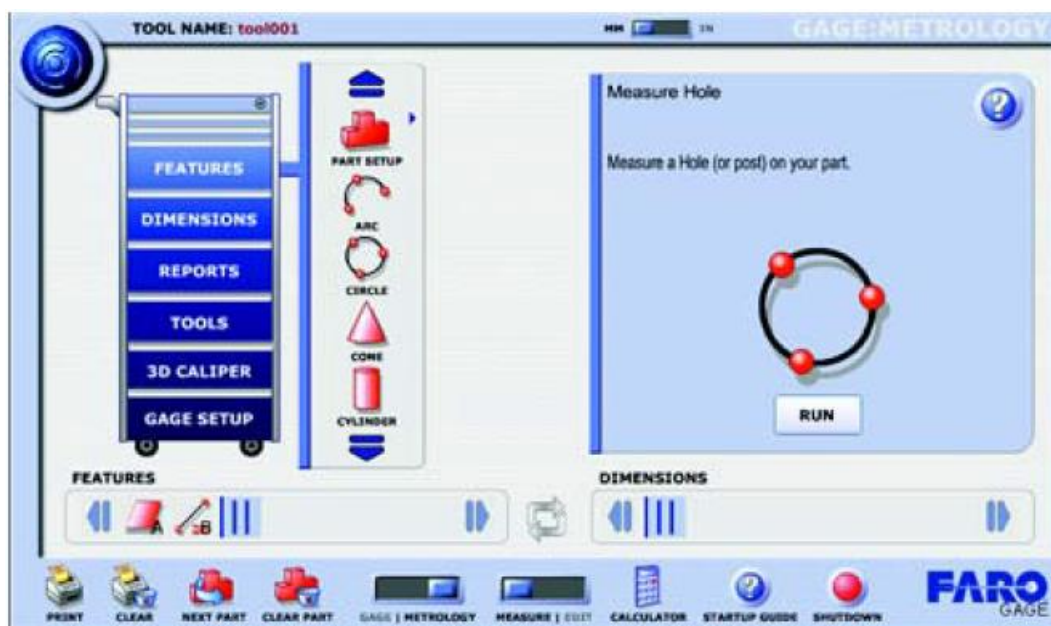 TOOL NAME: tool001
MM
IN
GAGE:METROLOGY
FEATURES
DIMENSIONS
REPORTS
TOOLS
3D CALIPER
GAGE SETUP
PART SETUP
ARC
CIRCLE
CONE
CYLINDER
Measure Hole
?
Measure a Hole (or post) on your part.
RUN
FEATURES
A
B
DIMENSIONS
PRINT
CLEAR
NEXT PART
CLEAR PART
GAGE | METROLOGY
MEASURE | EDIT
CALCULATOR
?
STARTUP GUIDE
SHUTDOWN
FARO
GAGE